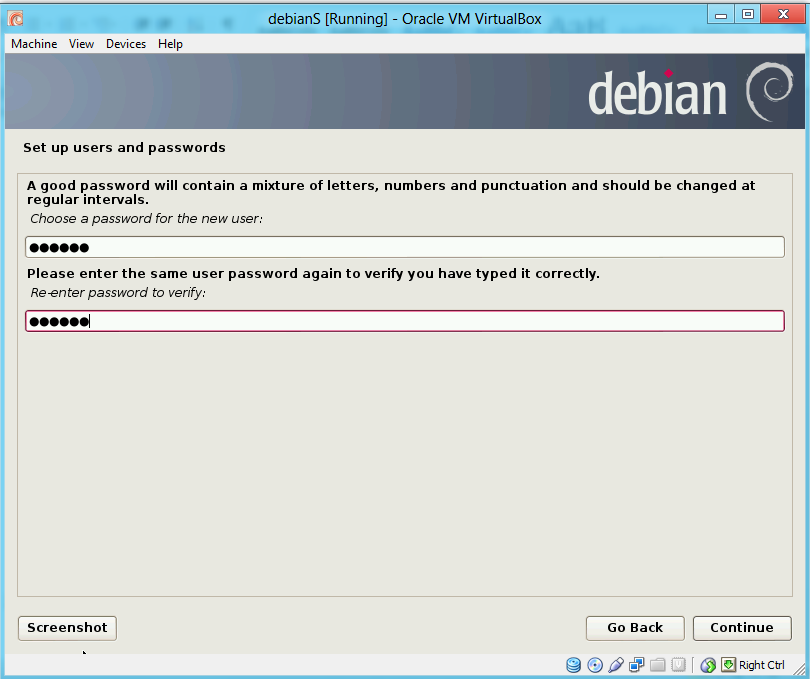 debianS [Running] - Oracle VM VirtualBox
Machine View Devices Help
debian
Set up users and passwords
A good password will contain a mixture of letters, numbers and punctuation and should be changed at
regular intervals.
Choose a password for the new user:
●●●●●●
Please enter the same user password again to verify you have typed it correctly.
Re-enter password to verify:
●●●●●●
Screenshot Go Back Continue
Right Ctrl